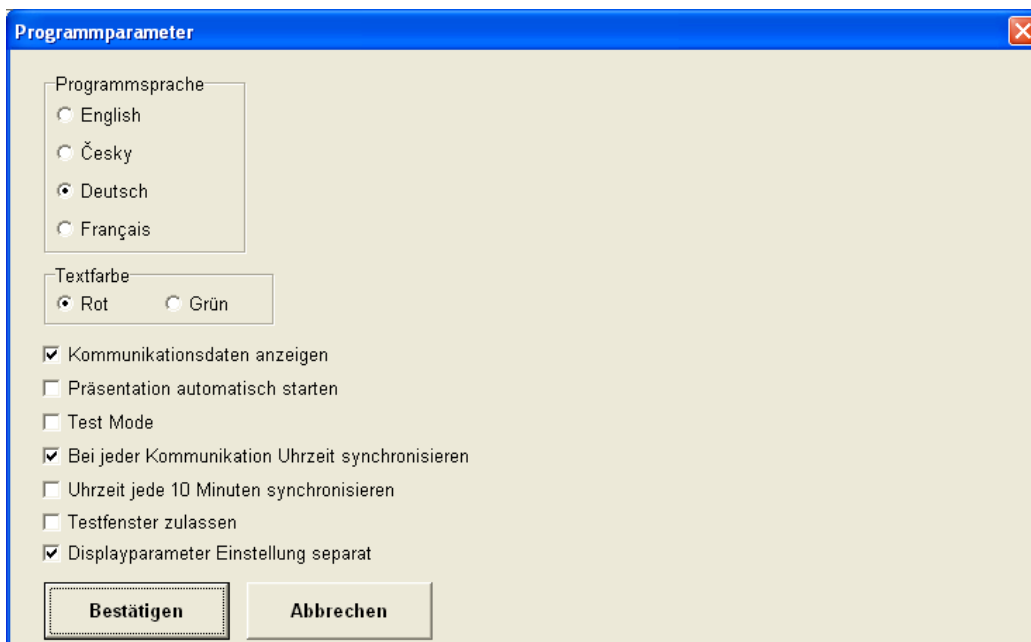 Programmparameter
Programmsprache
English
Česky
Deutsch
Français
Textfarbe
Rot Grün
Kommunikationsdaten anzeigen
Präsentation automatisch starten
Test Mode
Bei jeder Kommunikation Uhrzeit synchronisieren
Uhrzeit jede 10 Minuten synchronisieren
Testfenster zulassen
Displayparameter Einstellung separat
Bestätigen Abbrechen